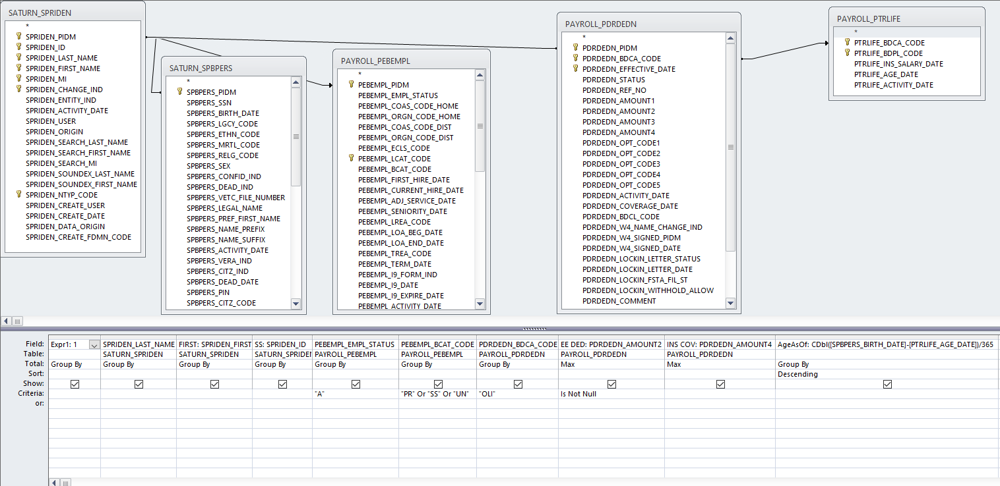 SATURN_SPRIDEN
*
SPRIDEN_PIDM
SPRIDEN_ID
SPRIDEN_LAST_NAME
SPRIDEN_FIRST_NAME
SPRIDEN_MI
SPRIDEN_CHANGE_IND
SPRIDEN_ENTITY_IND
SPRIDEN_ACTIVITY_DATE
SPRIDEN_USER
SPRIDEN_ORIGIN
SPRIDEN_SEARCH_LAST_NAME
SPRIDEN_SEARCH_FIRST_NAME
SPRIDEN_SEARCH_MI
SPRIDEN_SOUNDEX_LAST_NAME
SPRIDEN_SOUNDEX_FIRST_NAME
SPRIDEN_NTYP_CODE
SPRIDEN_CREATE_USER
SPRIDEN_CREATE_DATE
SPRIDEN_DATA_ORIGIN
SPRIDEN_CREATE_FDMN_CODE
SATURN_SPBPERS
*
SPBPERS_PIDM
SPBPERS_SSN
SPBPERS_BIRTH_DATE
SPBPERS_LGCY_CODE
SPBPERS_ETHN_CODE
SPBPERS_MRTL_CODE
SPBPERS_RELG_CODE
SPBPERS_SEX
SPBPERS_CONFID_IND
SPBPERS_DEAD_IND
SPBPERS_VETC_FILE_NUMBER
SPBPERS_LEGAL_NAME
SPBPERS_PREF_FIRST_NAME
SPBPERS_NAME_PREFIX
SPBPERS_NAME_SUFFIX
SPBPERS_ACTIVITY_DATE
SPBPERS_VERA_IND
SPBPERS_CITZ_IND
SPBPERS_DEAD_DATE
SPBPERS_PIN
SPBPERS_CITZ_CODE
PAYROLL_PEBEMPL
*
PEBEMPL_PIDM
PEBEMPL_EMPL_STATUS
PEBEMPL_COAS_CODE_HOME
PEBEMPL_ORGN_CODE_HOME
PEBEMPL_COAS_CODE_DIST
PEBEMPL_ORGN_CODE_DIST
PEBEMPL_ECLS_CODE
PEBEMPL_LCAT_CODE
PEBEMPL_BCAT_CODE
PEBEMPL_FIRST_HIRE_DATE
PEBEMPL_CURRENT_HIRE_DATE
PEBEMPL_ADJ_SERVICE_DATE
PEBEMPL_SENIORITY_DATE
PEBEMPL_LREA_CODE
PEBEMPL_LOA_BEG_DATE
PEBEMPL_LOA_END_DATE
PEBEMPL_TREA_CODE
PEBEMPL_TERM_DATE
PEBEMPL_I9_FORM_IND
PEBEMPL_I9_DATE
PEBEMPL_I9_EXPIRE_DATE
PEBEMPL_ACTIVITY_DATE
PAYROLL_PDRDEDN
*
PDRDEDN_PIDM
PDRDEDN_BDCA_CODE
PDRDEDN_EFFECTIVE_DATE
PDRDEDN_STATUS
PDRDEDN_REF_NO
PDRDEDN_AMOUNT1
PDRDEDN_AMOUNT2
PDRDEDN_AMOUNT3
PDRDEDN_AMOUNT4
PDRDEDN_OPT_CODE1
PDRDEDN_OPT_CODE2
PDRDEDN_OPT_CODE3
PDRDEDN_OPT_CODE4
PDRDEDN_OPT_CODE5
PDRDEDN_ACTIVITY_DATE
PDRDEDN_COVERAGE_DATE
PDRDEDN_BDCL_CODE
PDRDEDN_W4_NAME_CHANGE_IND
PDRDEDN_W4_SIGNED_PIDM
PDRDEDN_W4_SIGNED_DATE
PDRDEDN_LOCKIN_LETTER_STATUS
PDRDEDN_LOCKIN_LETTER_DATE
PDRDEDN_LOCKIN_FSTA_FIL_ST
PDRDEDN_LOCKIN_WITHHOLD_ALLOW
PDRDEDN_COMMENT
PAYROLL_PTRLIFE
*
PTRLIFE_BDCA_CODE
PTRLIFE_BDPL_CODE
PTRLIFE_INS_SALARY_DATE
PTRLIFE_AGE_DATE
PTRLIFE_ACTIVITY_DATE
Field: Expr1: 1 SPRIDEN_LAST_NAME FIRST: SPRIDEN_FIRST SS: SPRIDEN_ID PEBEMPL_EMPL_STATUS PEBEMPL_BCAT_CODE PDRDEDN_BDCA_CODE EE DED: PDRDEDN_AMOUNT2 INS COV: PDRDEDN_AMOUNT4 AgeAsOf: CDbl([SPBPERS_BIRTH_DATE]-[PTRLIFE_AGE_DATE])/365
Table: SATURN_SPRIDEN SATURN_SPRIDEN SATURN_SPRIDEN PAYROLL_PEBEMPL PAYROLL_PEBEMPL PAYROLL_PDRDEDN PAYROLL_PDRDEDN PAYROLL_PDRDEDN
Total: Group By Group By Group By Group By Group By Group By Group By Max Max Group By
Sort: Descending
Show:
Criteria: "A" "PR" Or "SS" Or "UN" "OLI" Is Not Null
or: